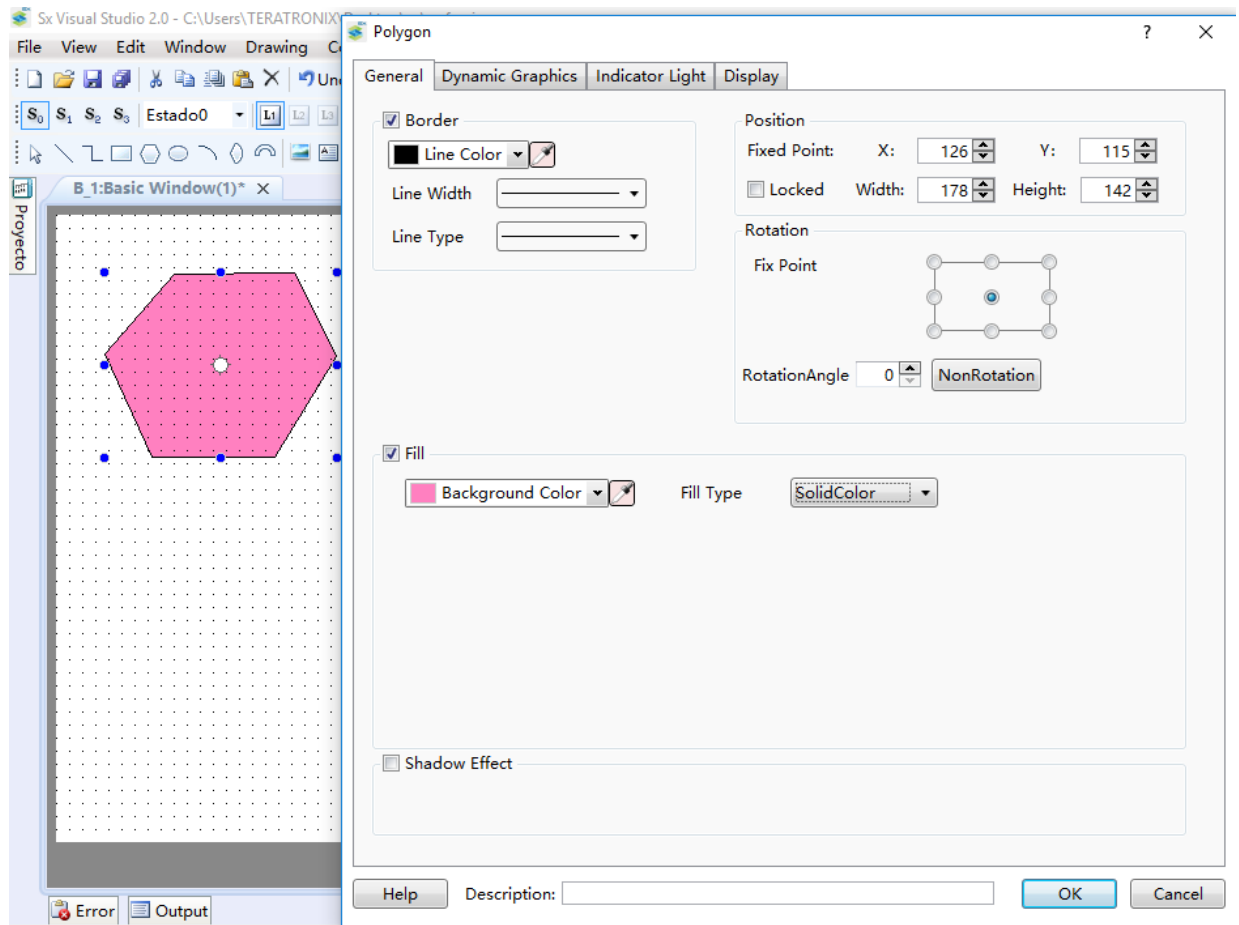 Sx Visual Studio 2.0 - C:\Users\TERATRONIX\
File View Edit Window Drawing
S0 S1 S2 S3 Estado0 L1 L2 L3
B_1:Basic Window(1)*
Proyecto
Error Output
Polygon
General Dynamic Graphics Indicator Light Display
Border
Line Color
Line Width
Line Type
Position
Fixed Point: X: 126 Y: 115
Locked Width: 178 Height: 142
Rotation
Fix Point
RotationAngle 0 NonRotation
Fill
Background Color Fill Type SolidColor
Shadow Effect
Help Description: OK Cancel